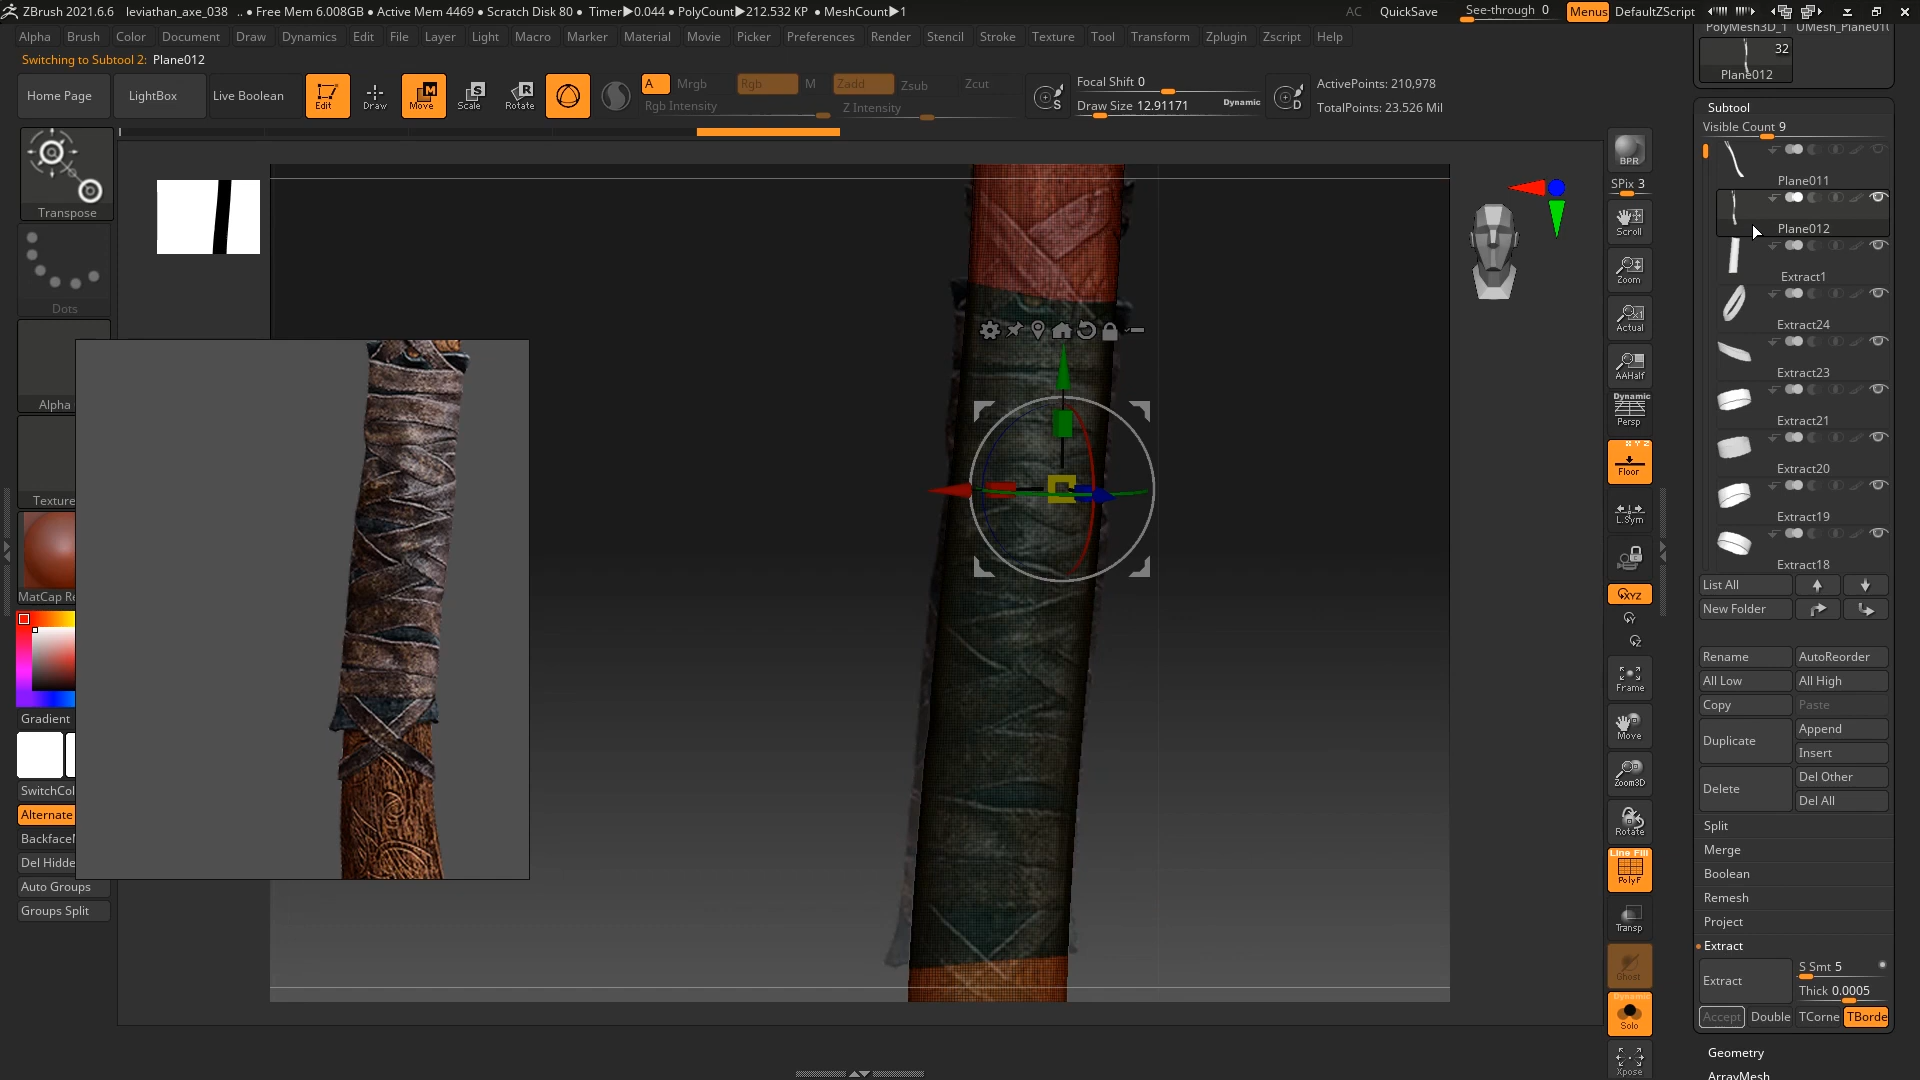 ZBrush 2021.6.6 leviathan_axe_038 .. • Free Mem 6.008GB • Active Mem 4469 • Scratch Disk 80 • Timer▶0.044 • PolyCount▶212.532 KP • MeshCount▶1 AC QuickSave See-through 0 Menus DefaultZScript
Alpha Brush Color Document Draw Dynamics Edit File Layer Light Macro Marker Material Movie Picker Preferences Render Stencil Stroke Texture Tool Transform Zplugin Zscript Help
Switching to Subtool 2: Plane012
Home Page LightBox Live Boolean Edit Draw Move Scale Rotate
A Mrgb Rgb M Zadd Zsub Zcut
Rgb Intensity Z Intensity
S Focal Shift 0
Draw Size 12.91171 Dynamic
D ActivePoints: 210,978
TotalPoints: 23.526 Mil
Transpose
Dots
Alpha
Texture
MatCap Re
Gradient
SwitchCol
Alternate
Backface
Del Hidde
Auto Groups
Groups Split
BPR
SPix 3
Scroll
Zoom
Actual
AAHalf
Dynamic
Persp
X Y Z
Floor
L.Sym
XYZ
Y
Z
Frame
Move
Zoom3D
Rotate
Line Fill
PolyF
Transp
Ghost
Dynamic
Solo
Xpose
PolyMesh3D_1
32
Plane012
Subtool
Visible Count 9
Plane011
Plane012
Extract1
Extract24
Extract23
Extract21
Extract20
Extract19
Extract18
List All
New Folder
Rename AutoReorder
All Low All High
Copy Paste
Duplicate Append
Insert
Delete Del Other
Del All
Split
Merge
Boolean
Remesh
Project
Extract
Extract S Smt 5
Thick 0.0005
Accept Double TCorne TBorde
Geometry
ArrayMesh